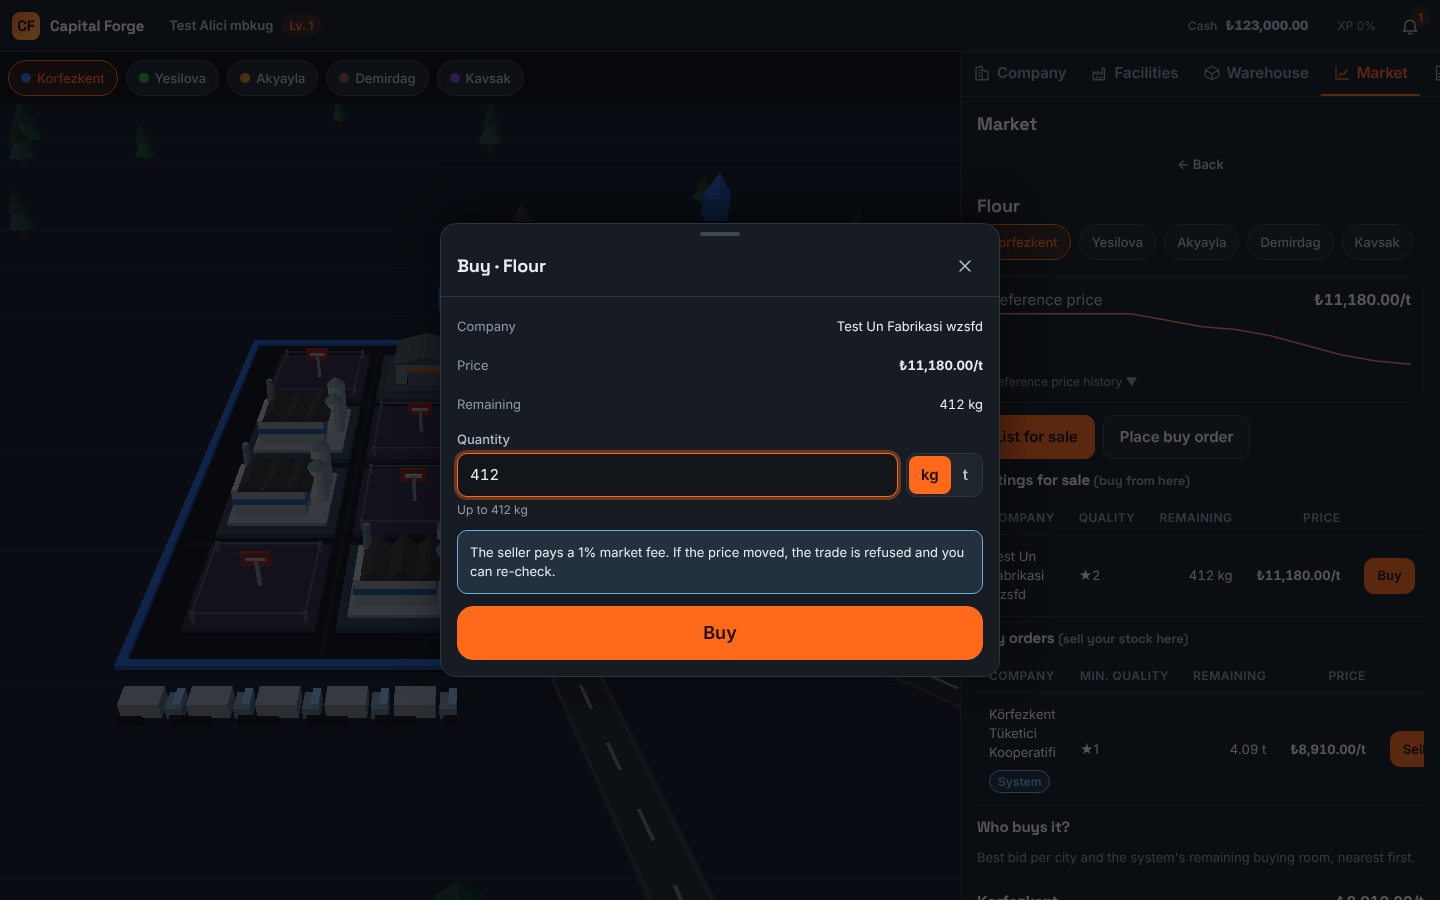 CF Capital Forge Test Alici mbkug Lv. 1 Cash ₺123,000.00 XP 0% 1
Korfezkent Yesilova Akyayla Demirdag Kavsak
Company Facilities Warehouse Market
Market
← Back
Flour
orfezkent Yesilova Akyayla Demirdag Kavsak
eference price ₺11,180.00/t
eference price history ▼
ist for sale Place buy order
tings for sale (buy from here)
OMPANY QUALITY REMAINING PRICE
est Un
abrikasi
zsfd
★2 412 kg ₺11,180.00/t Buy
y orders (sell your stock here)
COMPANY MIN. QUALITY REMAINING PRICE
Körfezkent
Tüketici
Kooperatifi
★1 4.09 t ₺8,910.00/t Sell
System
Who buys it?
Best bid per city and the system's remaining buying room, nearest first.
Buy · Flour
Company Test Un Fabrikasi wzsfd
Price ₺11,180.00/t
Remaining 412 kg
Quantity
412 kg t
Up to 412 kg
The seller pays a 1% market fee. If the price moved, the trade is refused and you
can re-check.
Buy